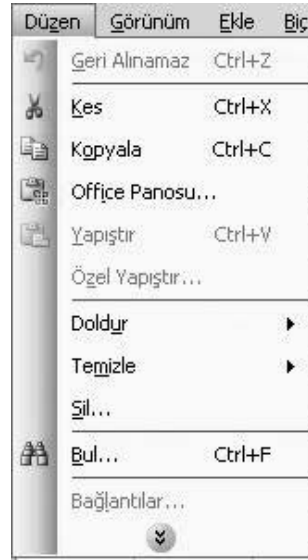 Düzen Görünüm Ekle Biç
Geri Alınamaz Ctrl+Z
Kes Ctrl+X
Kopyala Ctrl+C
Office Panosu...
Yapıştır Ctrl+V
Özel Yapıştır...
Doldur
Temizle
Sil...
Bul... Ctrl+F
Bağlantılar...